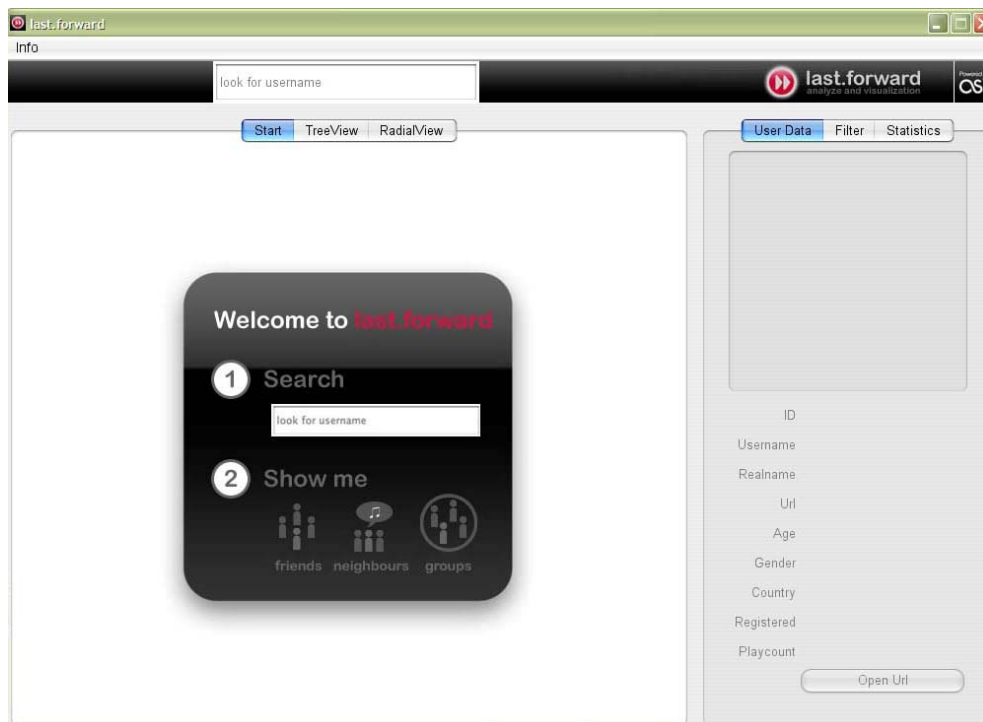 last.forward
Info
look for username
last.forward
analyze and visualization
Powered
OS
Start TreeView RadialView
User Data Filter Statistics
Welcome to last.forward
1 Search
look for username
2 Show me
friends neighbours groups
ID
Username
Realname
Url
Age
Gender
Country
Registered
Playcount
Open Url